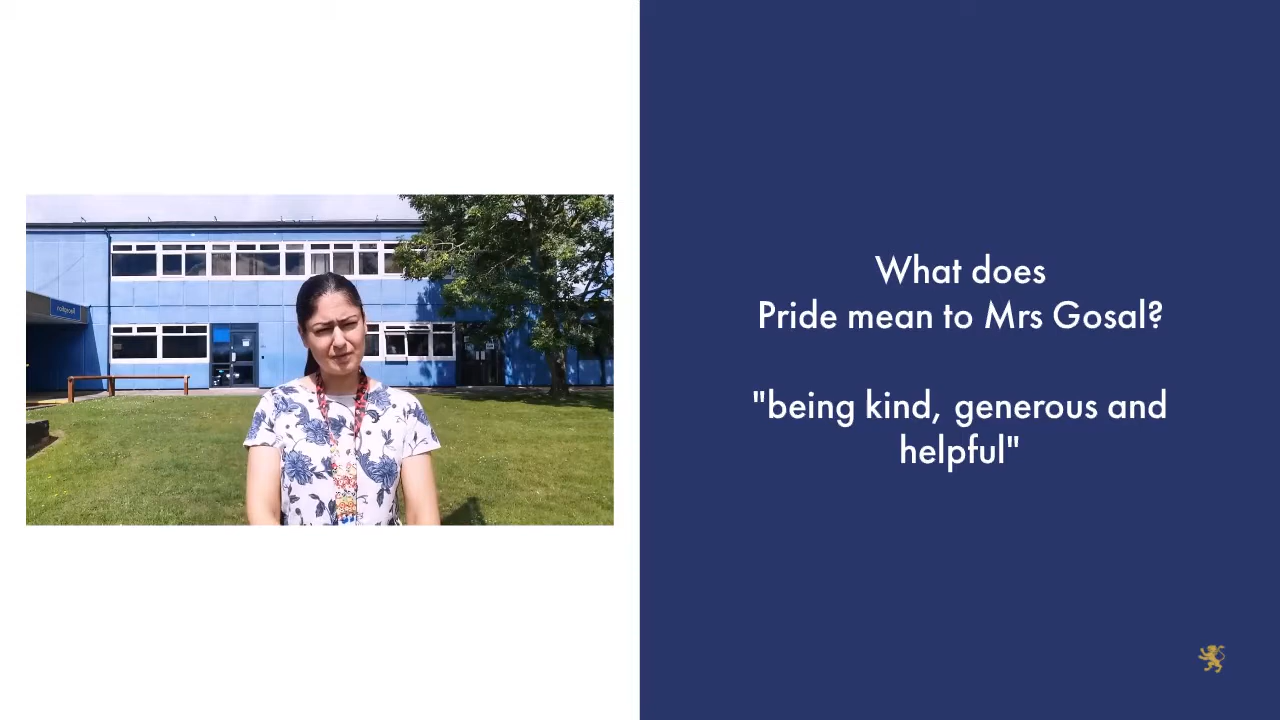 What does
Pride mean to Mrs Gosal?
"being kind, generous and
helpful"